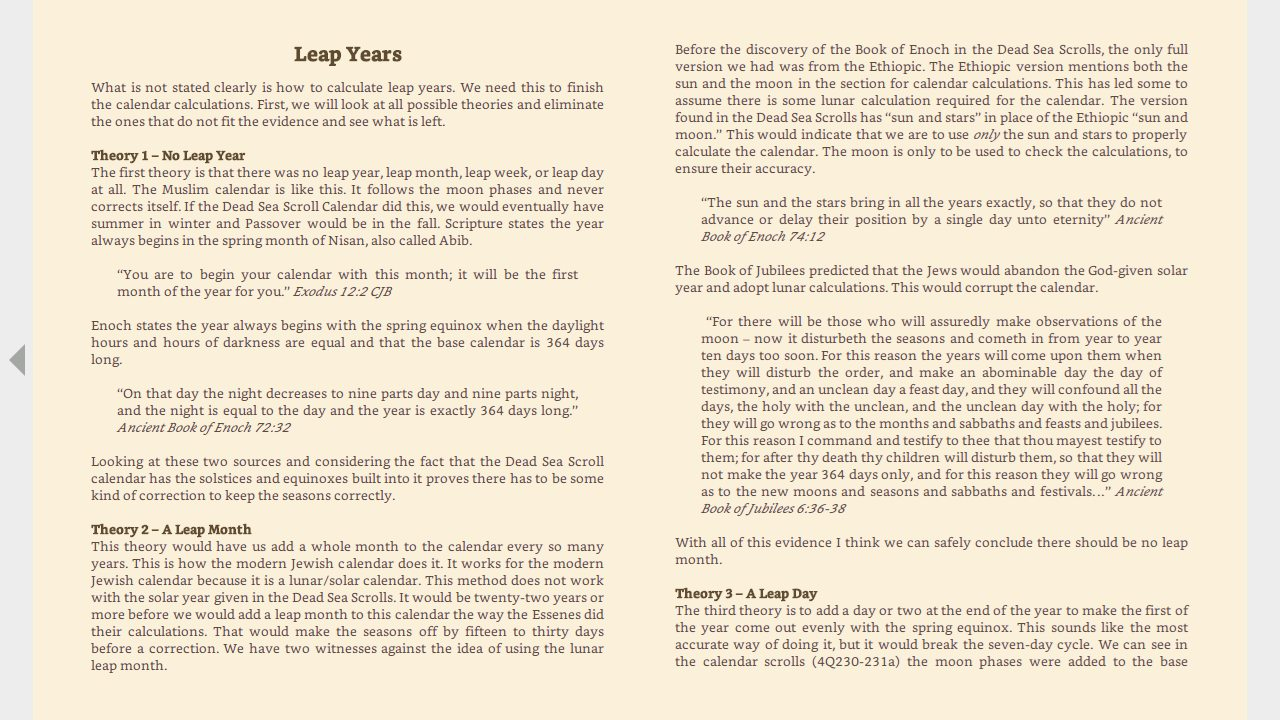 Leap Years
What is not stated clearly is how to calculate leap years. We need this to finish
the calendar calculations. First, we will look at all possible theories and eliminate
the ones that do not fit the evidence and see what is left.
Theory 1 – No Leap Year
The first theory is that there was no leap year, leap month, leap week, or leap day
at all. The Muslim calendar is like this. It follows the moon phases and never
corrects itself. If the Dead Sea Scroll Calendar did this, we would eventually have
summer in winter and Passover would be in the fall. Scripture states the year
always begins in the spring month of Nisan, also called Abib.
“You are to begin your calendar with this month; it will be the first
month of the year for you.” Exodus 12:2 CJB
Enoch states the year always begins with the spring equinox when the daylight
hours and hours of darkness are equal and that the base calendar is 364 days
long.
“On that day the night decreases to nine parts day and nine parts night,
and the night is equal to the day and the year is exactly 364 days long.”
Ancient Book of Enoch 72:32
Looking at these two sources and considering the fact that the Dead Sea Scroll
calendar has the solstices and equinoxes built into it proves there has to be some
kind of correction to keep the seasons correctly.
Theory 2 – A Leap Month
This theory would have us add a whole month to the calendar every so many
years. This is how the modern Jewish calendar does it. It works for the modern
Jewish calendar because it is a lunar/solar calendar. This method does not work
with the solar year given in the Dead Sea Scrolls. It would be twenty-two years or
more before we would add a leap month to this calendar the way the Essenes did
their calculations. That would make the seasons off by fifteen to thirty days
before a correction. We have two witnesses against the idea of using the lunar
leap month.
Before the discovery of the Book of Enoch in the Dead Sea Scrolls, the only full
version we had was from the Ethiopic. The Ethiopic version mentions both the
sun and the moon in the section for calendar calculations. This has led some to
assume there is some lunar calculation required for the calendar. The version
found in the Dead Sea Scrolls has “sun and stars” in place of the Ethiopic “sun and
moon.” This would indicate that we are to use only the sun and stars to properly
calculate the calendar. The moon is only to be used to check the calculations, to
ensure their accuracy.
“The sun and the stars bring in all the years exactly, so that they do not
advance or delay their position by a single day unto eternity” Ancient
Book of Enoch 74:12
The Book of Jubilees predicted that the Jews would abandon the God-given solar
year and adopt lunar calculations. This would corrupt the calendar.
“For there will be those who will assuredly make observations of the
moon – now it disturbeth the seasons and cometh in from year to year
ten days too soon. For this reason the years will come upon them when
they will disturb the order, and make an abominable day the day of
testimony, and an unclean day a feast day, and they will confound all the
days, the holy with the unclean, and the unclean day with the holy; for
they will go wrong as to the months and sabbaths and feasts and jubilees.
For this reason I command and testify to thee that thou mayest testify to
them; for after thy death thy children will disturb them, so that they will
not make the year 364 days only, and for this reason they will go wrong
as to the new moons and seasons and sabbaths and festivals…” Ancient
Book of Jubilees 6:36-38
With all of this evidence I think we can safely conclude there should be no leap
month.
Theory 3 – A Leap Day
The third theory is to add a day or two at the end of the year to make the first of
the year come out evenly with the spring equinox. This sounds like the most
accurate way of doing it, but it would break the seven-day cycle. We can see in
the calendar scrolls (4Q230-231a) the moon phases were added to the base